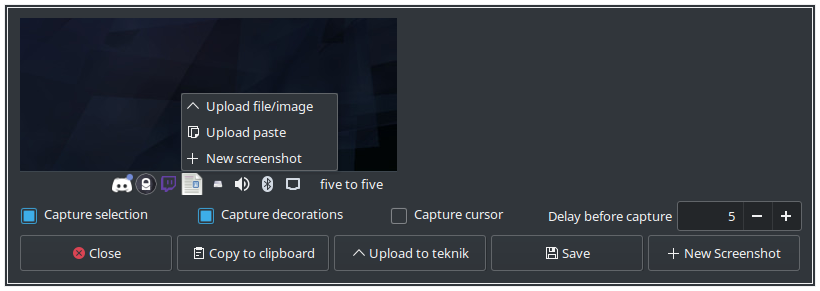 Upload file/image
Upload paste
New screenshot
five to five
Capture selection
Capture decorations
Capture cursor
Delay before capture
5
Close
Copy to clipboard
Upload to teknik
Save
New Screenshot